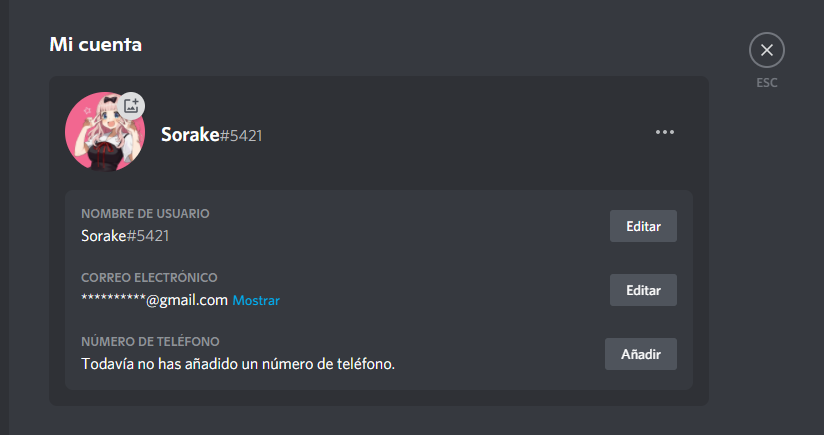 Mi cuenta
ESC
Sorake#5421
NOMBRE DE USUARIO
Sorake#5421
Editar
CORREO ELECTRÓNICO
**********@gmail.com Mostrar
Editar
NÚMERO DE TELÉFONO
Todavía no has añadido un número de teléfono.
Añadir